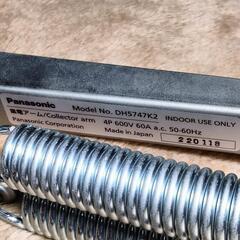 Panasonic Model No. DH5747K2 INDOOR USE ONLY
集電アーム/Collector arm 4P 600V 60A a.c. 50-60Hz
Panasonic Corporation Made in Japan
220118